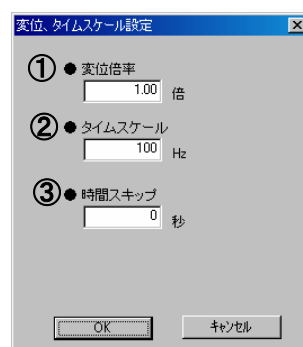 変位、タイムスケール設定
① ● 変位倍率
1.00 倍
② ● タイムスケール
100 Hz
③ ● 時間スキップ
0 秒
OK キャンセル